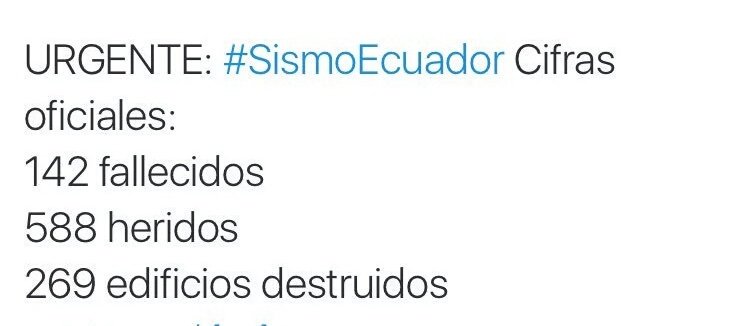 URGENTE: #SismoEcuador Cifras
oficiales:
142 fallecidos
588 heridos
269 edificios destruidos